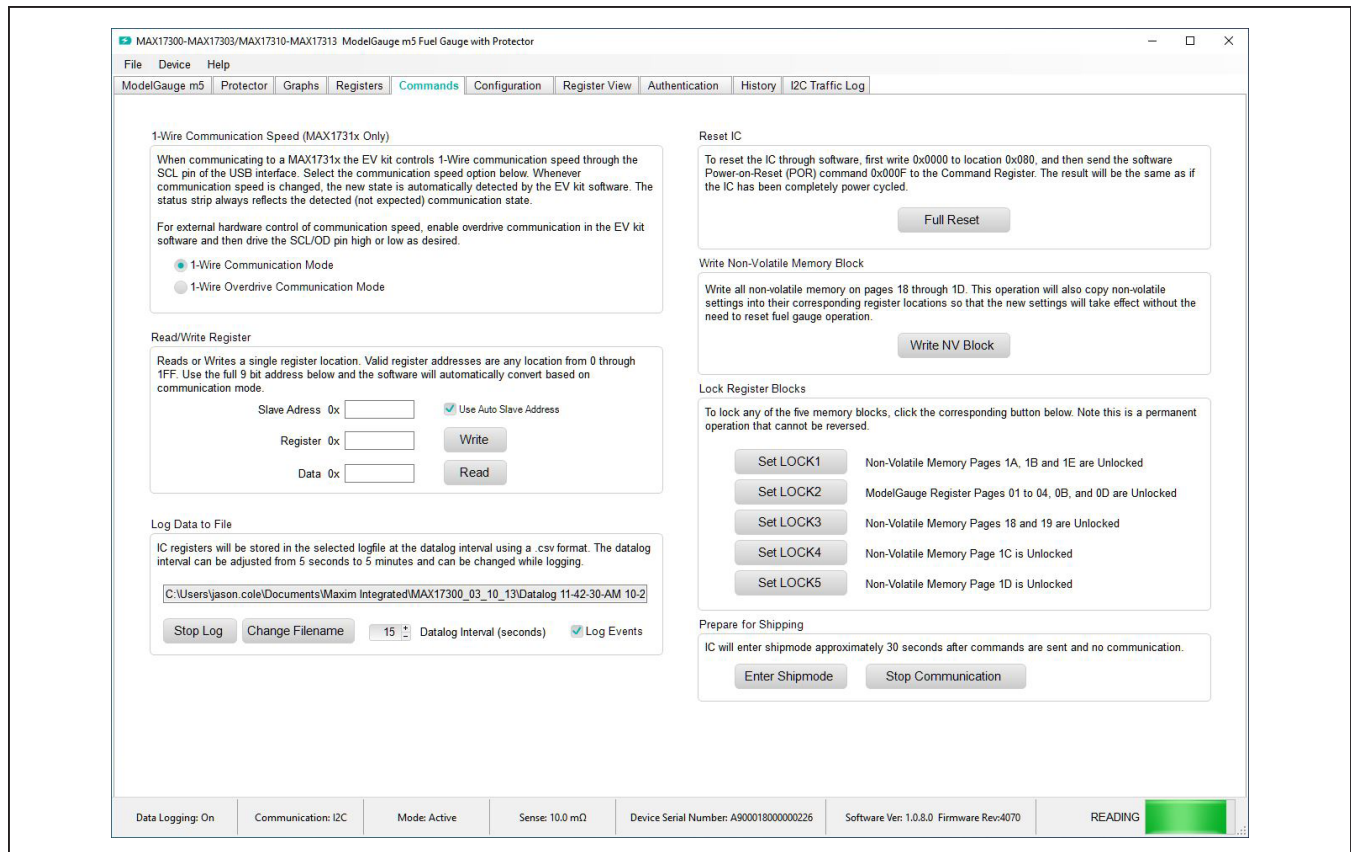 MAX17300-MAX17303/MAX17310-MAX17313 ModelGauge m5 Fuel Gauge with Protector
File Device Help
ModelGauge m5 Protector Graphs Registers Commands Configuration Register View Authentication History I2C Traffic Log
1-Wire Communication Speed (MAX1731x Only)
When communicating to a MAX1731x the EV kit controls 1-Wire communication speed through the
SCL pin of the USB interface. Select the communication speed option below. Whenever
communication speed is changed, the new state is automatically detected by the EV kit software. The
status strip always reflects the detected (not expected) communication state.
For external hardware control of communication speed, enable overdrive communication in the EV kit
software and then drive the SCL/OD pin high or low as desired.
1-Wire Communication Mode
1-Wire Overdrive Communication Mode
Read/Write Register
Reads or Writes a single register location. Valid register addresses are any location from 0 through
1FF. Use the full 9 bit address below and the software will automatically convert based on
communication mode.
Slave Adress 0x Use Auto Slave Address
Register 0x Write
Data 0x Read
Log Data to File
IC registers will be stored in the selected logfile at the datalog interval using a .csv format. The datalog
interval can be adjusted from 5 seconds to 5 minutes and can be changed while logging.
C:\Users\jason.cole\Documents\Maxim Integrated\MAX17300_03_10_13\Datalog 11-42-30-AM 10-2
Stop Log Change Filename 15 Datalog Interval (seconds) Log Events
Reset IC
To reset the IC through software, first write 0x0000 to location 0x080, and then send the software
Power-on-Reset (POR) command 0x000F to the Command Register. The result will be the same as if
the IC has been completely power cycled.
Full Reset
Write Non-Volatile Memory Block
Write all non-volatile memory on pages 18 through 1D. This operation will also copy non-volatile
settings into their corresponding register locations so that the new settings will take effect without the
need to reset fuel gauge operation.
Write NV Block
Lock Register Blocks
To lock any of the five memory blocks, click the corresponding button below. Note this is a permanent
operation that cannot be reversed.
Set LOCK1 Non-Volatile Memory Pages 1A, 1B and 1E are Unlocked
Set LOCK2 ModelGauge Register Pages 01 to 04, 0B, and 0D are Unlocked
Set LOCK3 Non-Volatile Memory Pages 18 and 19 are Unlocked
Set LOCK4 Non-Volatile Memory Page 1C is Unlocked
Set LOCK5 Non-Volatile Memory Page 1D is Unlocked
Prepare for Shipping
IC will enter shipmode approximately 30 seconds after commands are sent and no communication.
Enter Shipmode Stop Communication
Data Logging: On Communication: I2C Mode: Active Sense: 10.0 mΩ Device Serial Number: A900018000000226 Software Ver: 1.0.8.0 Firmware Rev:4070 READING